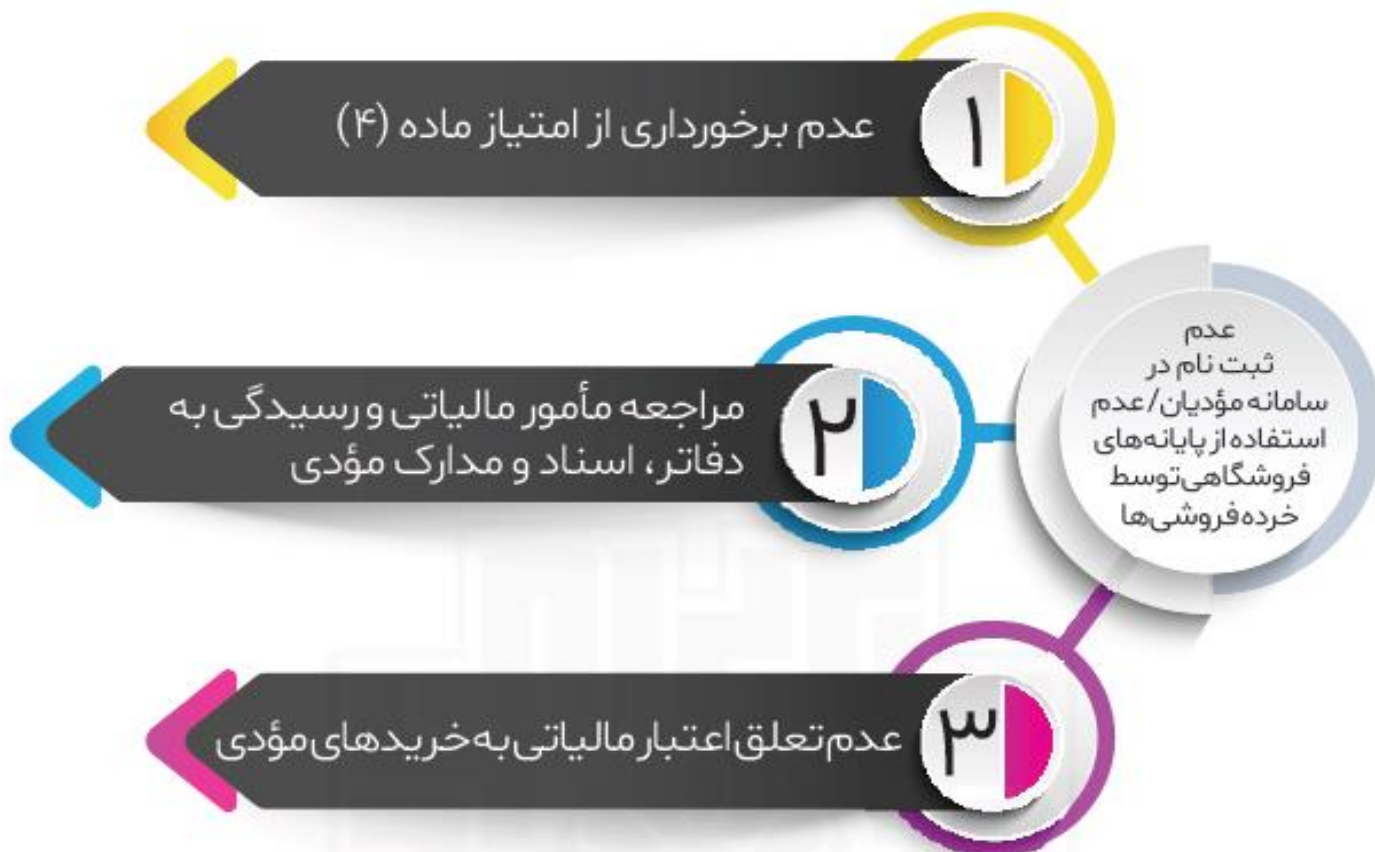 عدم
ثبت نام در
سامانه مؤدیان/عدم
استفاده از پایانه‌های
فروشگاهی توسط
خرده‌فروشی‌ها
۱
عدم برخورداری از امتیاز ماده (۴)
۲
مراجعه مأمور مالیاتی و رسیدگی به
دفاتر، اسناد و مدارک مؤدی
۳
عدم تعلق اعتبار مالیاتی به خریدهای مؤدی